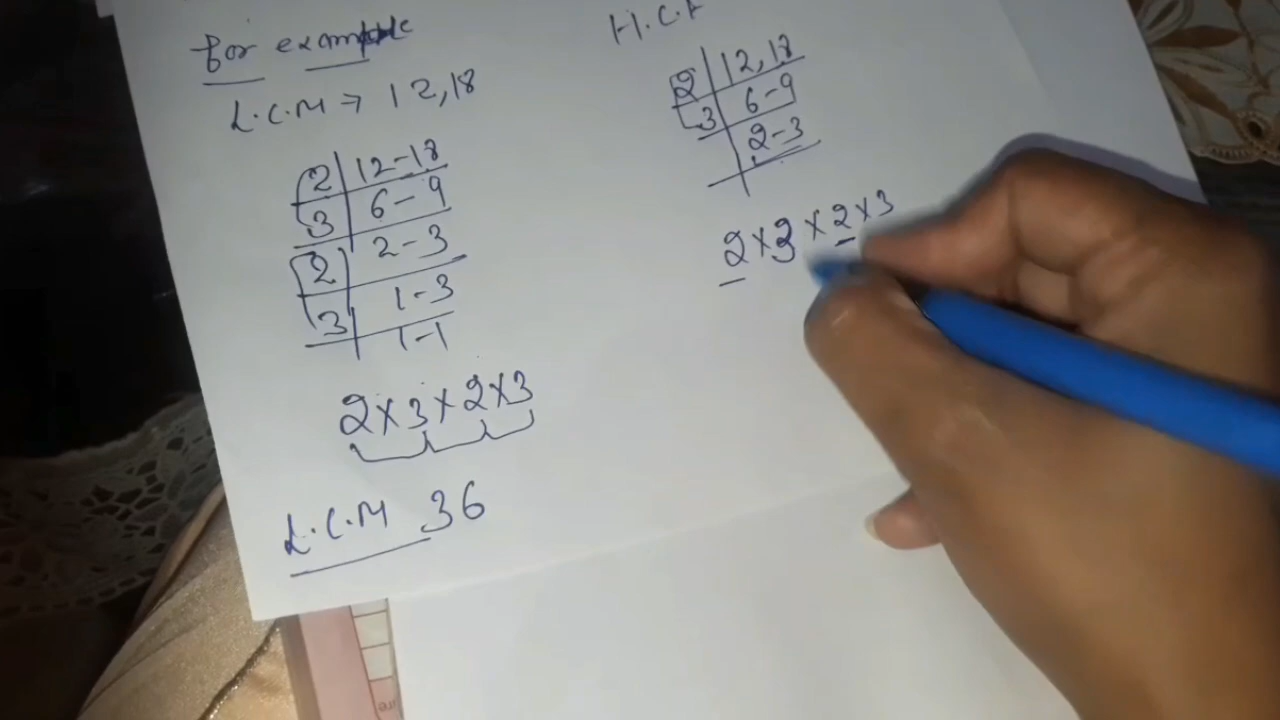 for example
L.C.M → 12,18
2 | 12-18
3 | 6-9
2 | 2-3
3 | 1-3
1-1
2×3×2×3
L.C.M 36
H.C.F
2 | 12,18
3 | 6-9
2-3
2×3×2×3